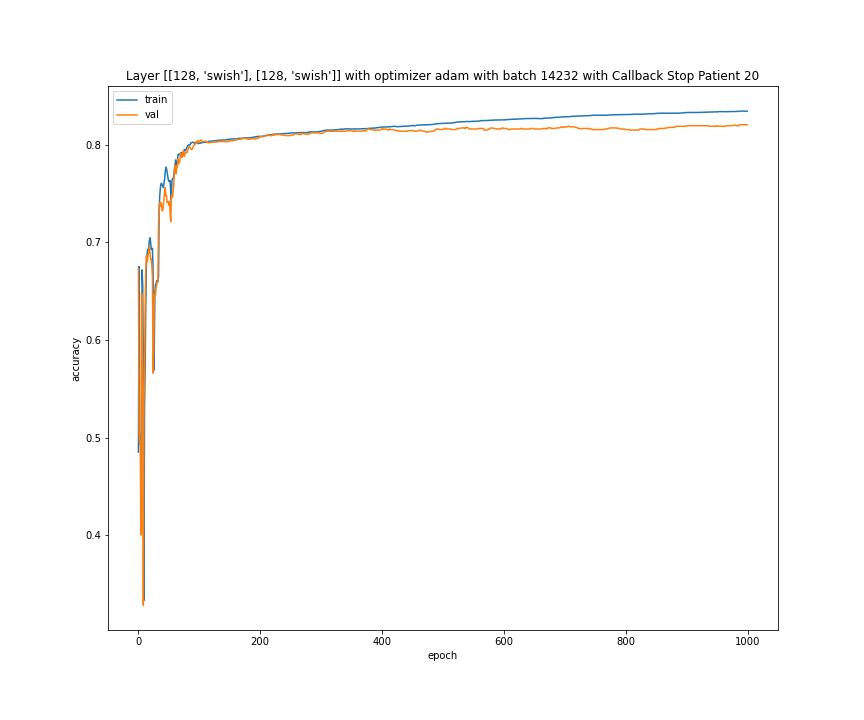 Layer [[128, 'swish'], [128, 'swish']] with optimizer adam with batch 14232 with Callback Stop Patient 20
train
val
0.8
0.7
0.6
0.5
0.4
accuracy
0 200 400 600 800 1000
epoch